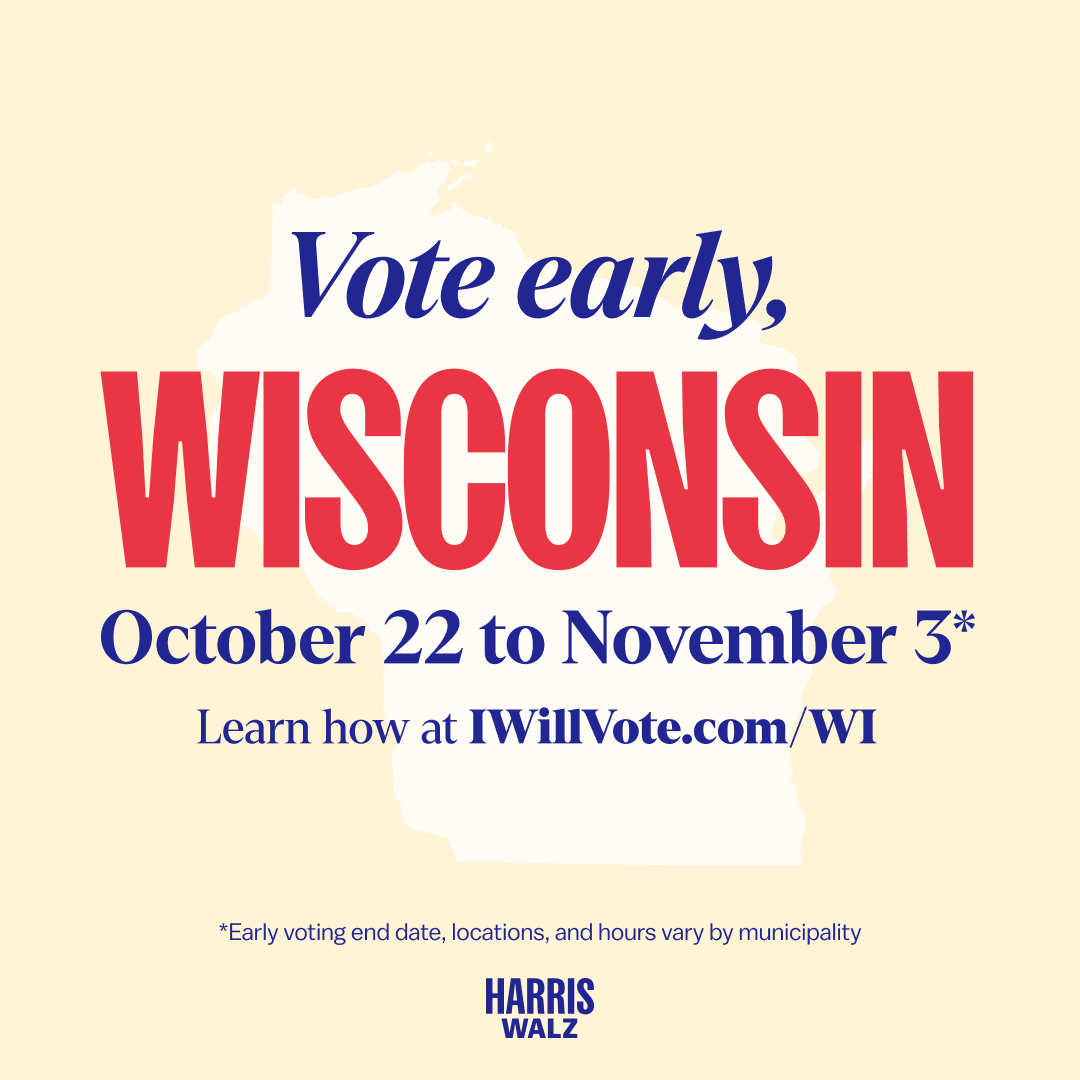 Vote early,
WISCONSIN
October 22 to November 3*
Learn how at IWillVote.com/WI
*Early voting end date, locations, and hours vary by municipality
HARRIS
WALZ